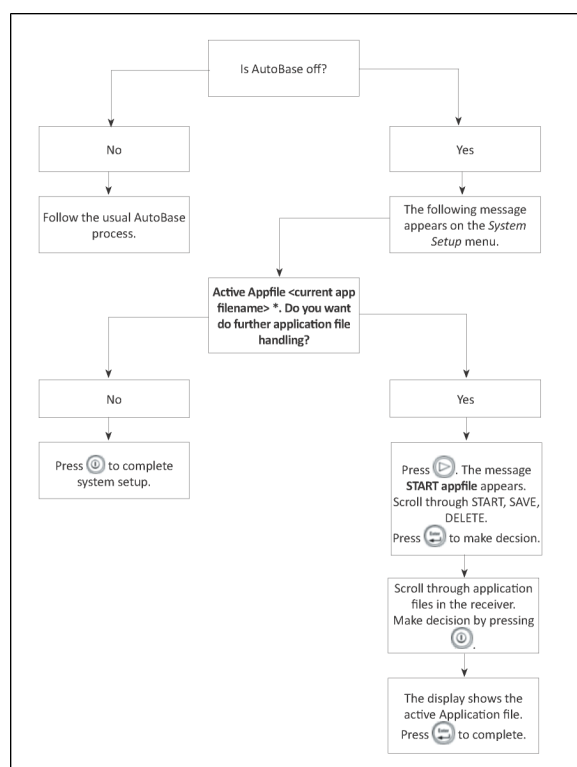 Is AutoBase off?
No
Yes
Follow the usual AutoBase
process.
The following message
appears on the System
Setup menu.
Active Appfile <current app
filename> *. Do you want
do further application file
handling?
No
Yes
Press to complete
system setup.
Press . The message
START appfile appears.
Scroll through START, SAVE,
DELETE.
Press Enter to make decsion.
Scroll through application
files in the receiver.
Make decision by pressing
.
The display shows the
active Application file.
Press Enter to complete.